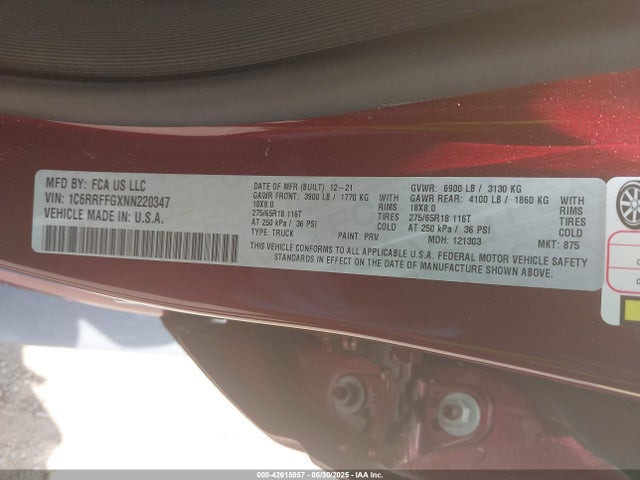 MFD BY: FCA US LLC
VIN: 1C6RRFFGXNN220347
VEHICLE MADE IN U.S.A.
DATE OF MFR (BUILT): 12-21
GAWR FRONT: 3900 LB / 1770 KG WITH
18X8.0 RIMS
275/65R18 116T TIRES
AT 250 kPa / 36 PSI
TYPE: TRUCK PAINT: PRV
GVWR: 6900 LB / 3130 KG
GAWR REAR: 4100 LB / 1860 KG WITH
18X8.0 RIMS
275/65R18 116T TIRES
AT 250 kPa / 36 PSI
MDH: 121303 MKT: 875
THIS VEHICLE CONFORMS TO ALL APPLICABLE U.S.A. FEDERAL MOTOR VEHICLE SAFETY
STANDARDS IN EFFECT ON THE DATE OF MANUFACTURE SHOWN ABOVE.
000-42615957 - 06/30/2025 - IAAI, Inc.